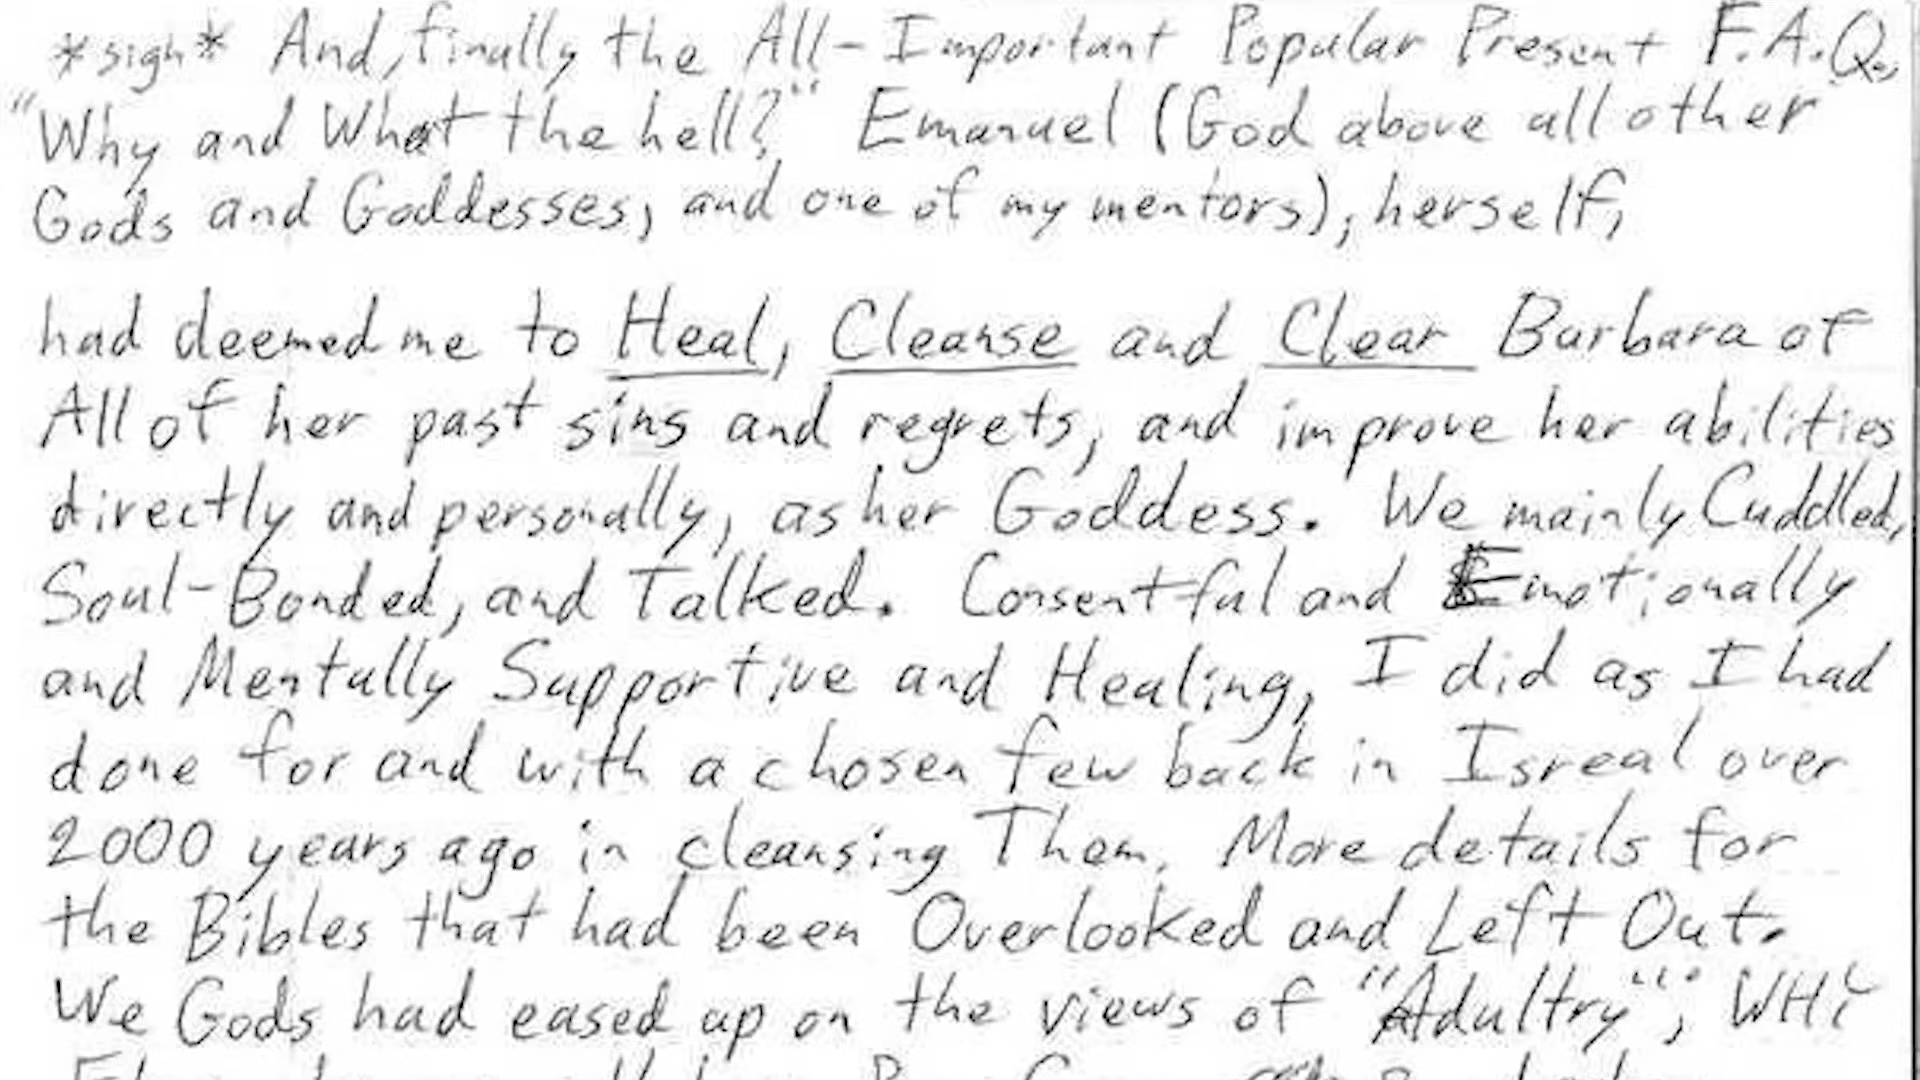 *sigh* And, finally the All-Important Popular Present F.A.Q.,
"Why and What the hell?" Emanuel (God above all other
Gods and Goddesses, and one of my mentors), herself,
had deemed me to Heal, Cleanse and Clear Barbara of
All of her past sins and regrets, and improve her abilities
directly and personally, as her Goddess. We mainly Cuddled,
Soul-Bonded, and Talked. Consentful and Emotionally
and Mentally Supportive and Healing, I did as I had
done for and with a chosen few back in Isreal over
2000 years ago in cleansing Them. More details for
the Bibles that had been Overlooked and Left Out.
We Gods had eased up on the views of "Adultry";